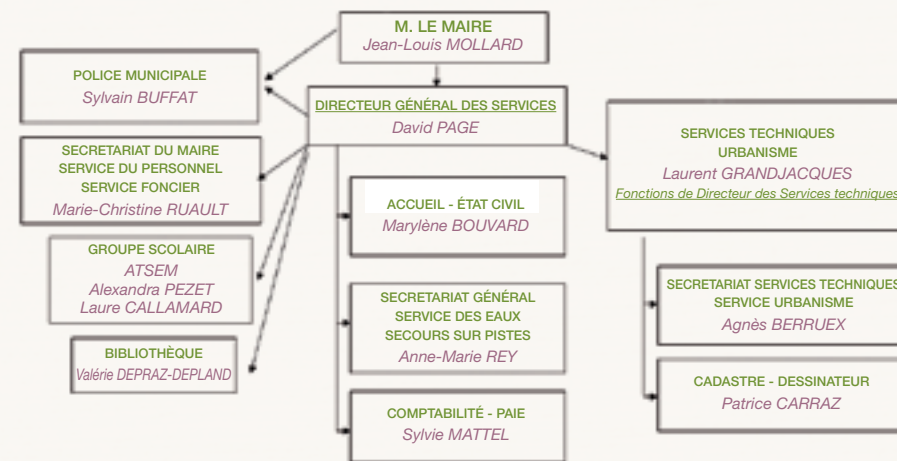 M. LE MAIRE
Jean-Louis MOLLARD
POLICE MUNICIPALE
Sylvain BUFFAT
DIRECTEUR GÉNÉRAL DES SERVICES
David PAGE
SECRETARIAT DU MAIRE
SERVICE DU PERSONNEL
SERVICE FONCIER
Marie-Christine RUAULT
GROUPE SCOLAIRE
ATSEM
Alexandra PEZET
Laure CALLAMARD
BIBLIOTHÈQUE
Valérie DEPRAZ-DEPLAND
ACCUEIL - ÉTAT CIVIL
Marylène BOUVARD
SECRETARIAT GÉNÉRAL
SERVICE DES EAUX
SECOURS SUR PISTES
Anne-Marie REY
COMPTABILITÉ - PAIE
Sylvie MATTEL
SERVICES TECHNIQUES
URBANISME
Laurent GRANDJACQUES
Fonctions de Directeur des Services techniques
SECRETARIAT SERVICES TECHNIQUES
SERVICE URBANISME
Agnès BERRUEX
CADASTRE - DESSINATEUR
Patrice CARRAZ